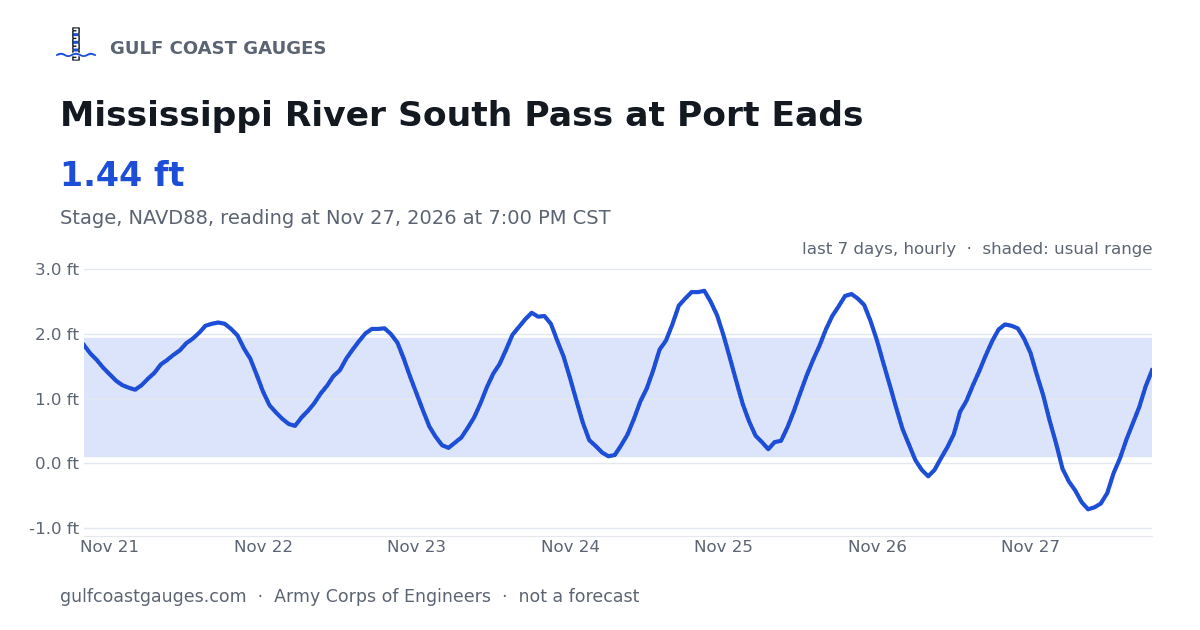 GULF COAST GAUGES
Mississippi River South Pass at Port Eads
1.44 ft
Stage, NAVD88, reading at Nov 27, 2026 at 7:00 PM CST
last 7 days, hourly · shaded: usual range
3.0 ft
2.0 ft
1.0 ft
0.0 ft
-1.0 ft
Nov 21 Nov 22 Nov 23 Nov 24 Nov 25 Nov 26 Nov 27
gulfcoastgauges.com · Army Corps of Engineers · not a forecast